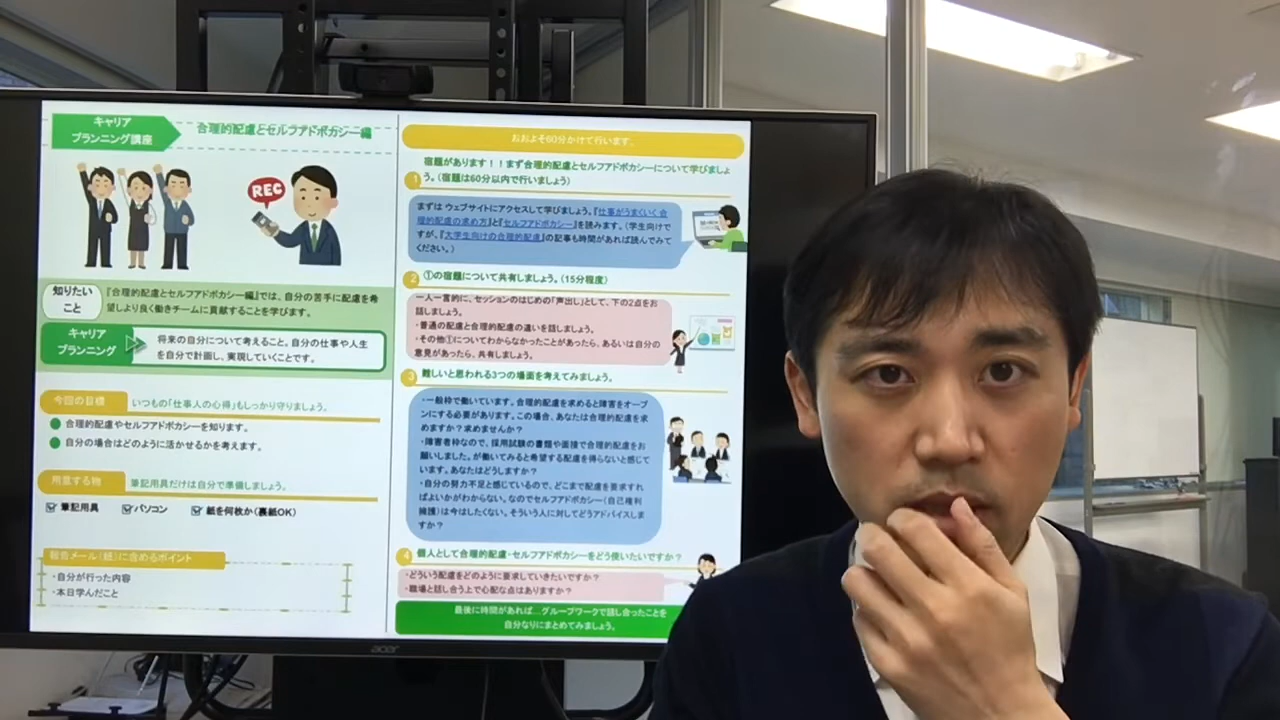 キャリア
プランニング講座
合理的配慮とセルフアドボカシー編
REC
知りたい
こと
『合理的配慮とセルフアドボカシー編』では、自分の苦手に配慮を希
望しより良く働きチームに貢献することを学びます。
キャリア
プランニング
将来の自分について考えること。自分の仕事や人生
を自分で計画し、実現していくことです。
今回の目標
いつもの「仕事人の心得」もしっかり守りましょう。
合理的配慮やセルフアドボカシーを知ります。
自分の場合はどのように活かせるかを考えます。
用意する物
筆記用具だけは自分で準備しましょう。
筆記用具
パソコン
紙を何枚か(裏紙OK)
報告メール(紙)に含めるポイント
・自分が行った内容
・本日学んだこと
おおよそ60分かけて行います。
1
宿題があります!!まず合理的配慮とセルフアドボカシーについて学びましょ
う。(宿題は60分以内で行いましょう)
まずは ウェブサイトにアクセスして学びましょう。『仕事がうまくいく合
理的配慮の求め方』と『セルフアドボカシー』を読みます。(学生向けで
すが、『大学生向けの合理的配慮』の記事も時間があれば読んでみて
ください。)
2
①の宿題について共有しましょう。(15分程度)
一人一言的に、セッションのはじめの「声出し」として、下の2点をお
話しましょう。
・普通の配慮と合理的配慮の違いを話しましょう。
・その他①についてわからなかったことがあったら、あるいは自分の
意見があったら、共有しましょう。
3
難しいと思われる3つの場面を考えてみましょう。
・一般枠で働いています。合理的配慮を求めると障害をオープ
ンにする必要があります。この場合、あなたは合理的配慮を求
めますか?求めませんか?
・障害者枠なので、採用試験の書類や面接で合理的配慮をお
願いしました。が働いてみると希望する配慮を得らないと感じて
います。あなたはどうしますか?
・自分の努力不足と感じているので、どこまで配慮を要求すれ
ばよいかがわからない。なのでセルフアドボカシー(自己権利
擁護)は今はしたくない。そういう人に対してどうアドバイスしま
すか?
4
個人として合理的配慮・セルフアドボカシーをどう使いたいですか?
・どういう配慮をどのように要求していきたいですか?
・職場と話し合う上で心配な点はありますか?
最後に時間があれば…グループワークで話し合ったことを
自分なりにまとめてみましょう。
acer